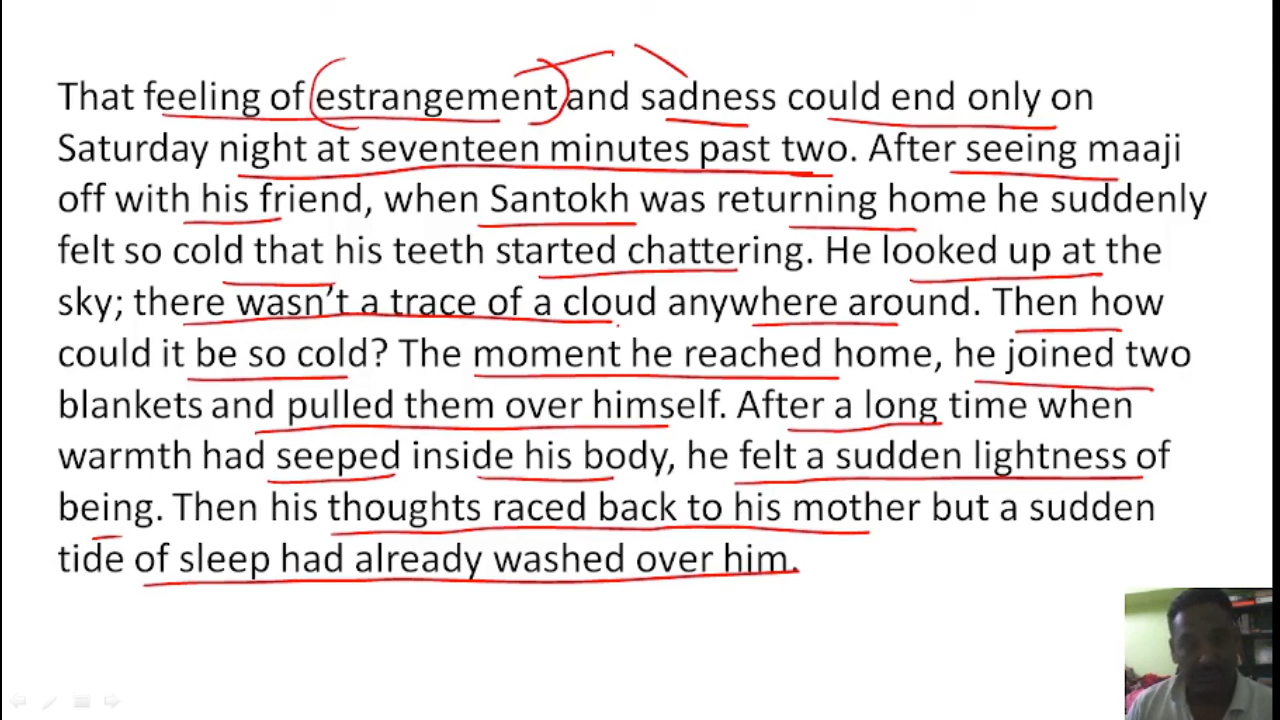 That feeling of estrangement and sadness could end only on
Saturday night at seventeen minutes past two. After seeing maaji
off with his friend, when Santokh was returning home he suddenly
felt so cold that his teeth started chattering. He looked up at the
sky; there wasn’t a trace of a cloud anywhere around. Then how
could it be so cold? The moment he reached home, he joined two
blankets and pulled them over himself. After a long time when
warmth had seeped inside his body, he felt a sudden lightness of
being. Then his thoughts raced back to his mother but a sudden
tide of sleep had already washed over him.